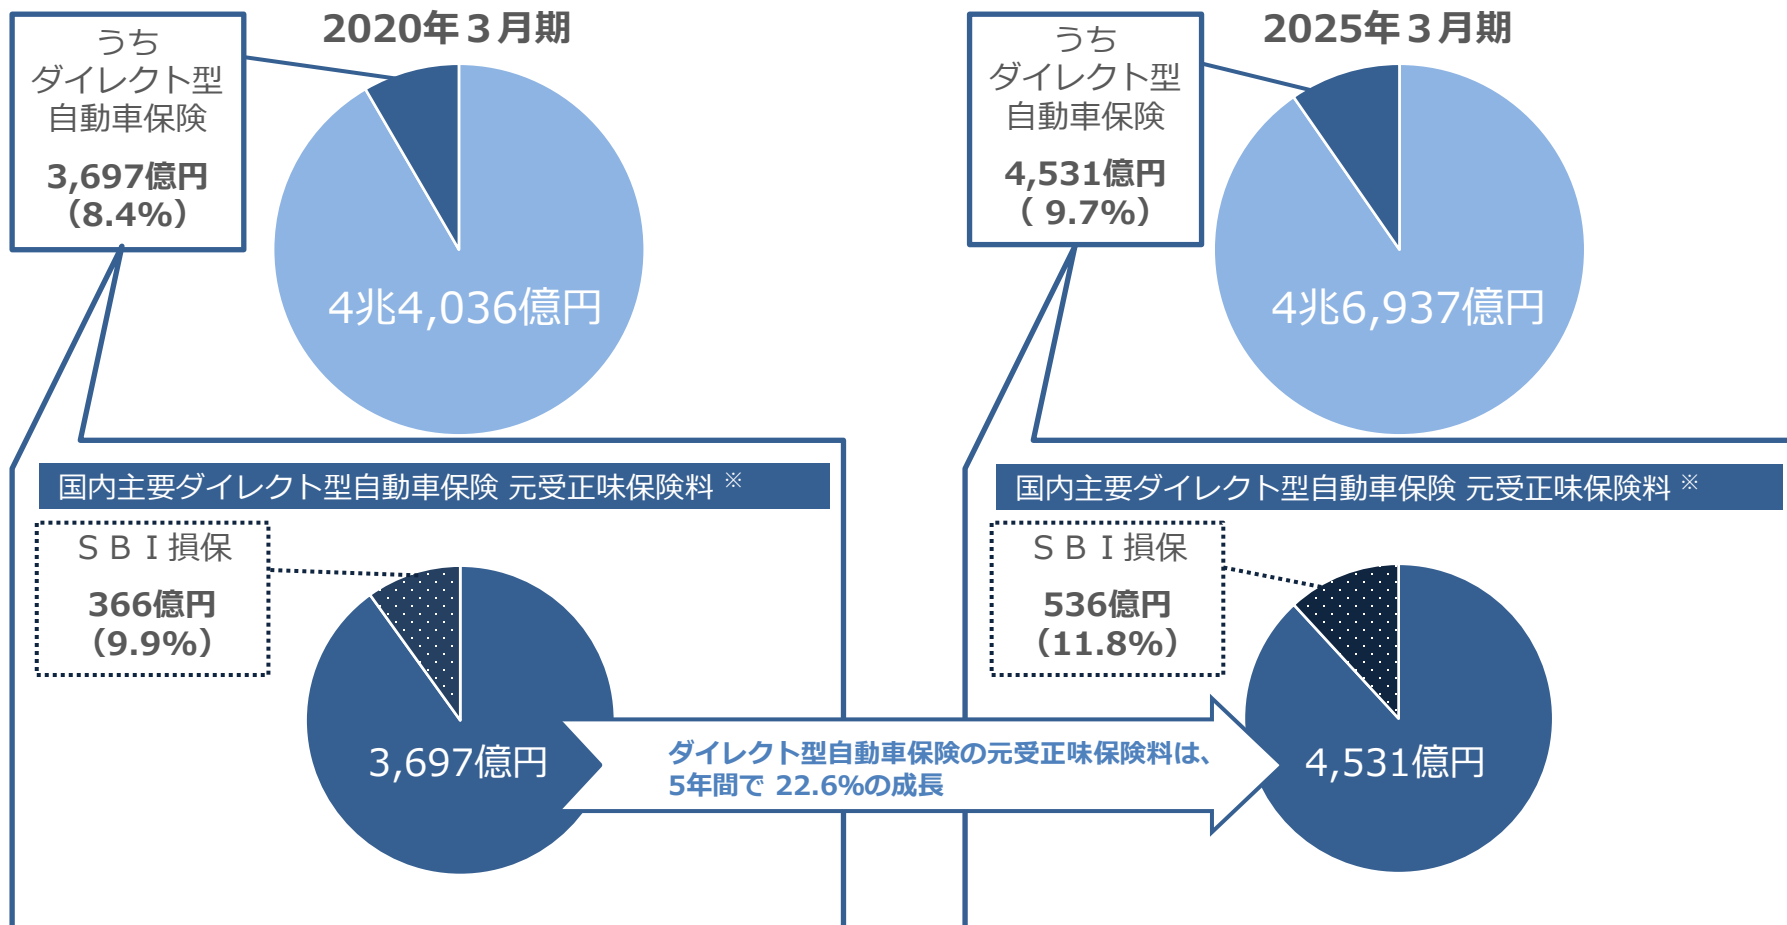 2020年３月期
うち
ダイレクト型
自動車保険
3,697億円
（8.4%）
4兆4,036億円
国内主要ダイレクト型自動車保険 元受正味保険料 ※
ＳＢＩ損保
366億円
（9.9%）
3,697億円
ダイレクト型自動車保険の元受正味保険料は、
5年間で 22.6%の成長
2025年３月期
うち
ダイレクト型
自動車保険
4,531億円
（ 9.7%）
4兆6,937億円
国内主要ダイレクト型自動車保険 元受正味保険料 ※
ＳＢＩ損保
536億円
（11.8%）
4,531億円